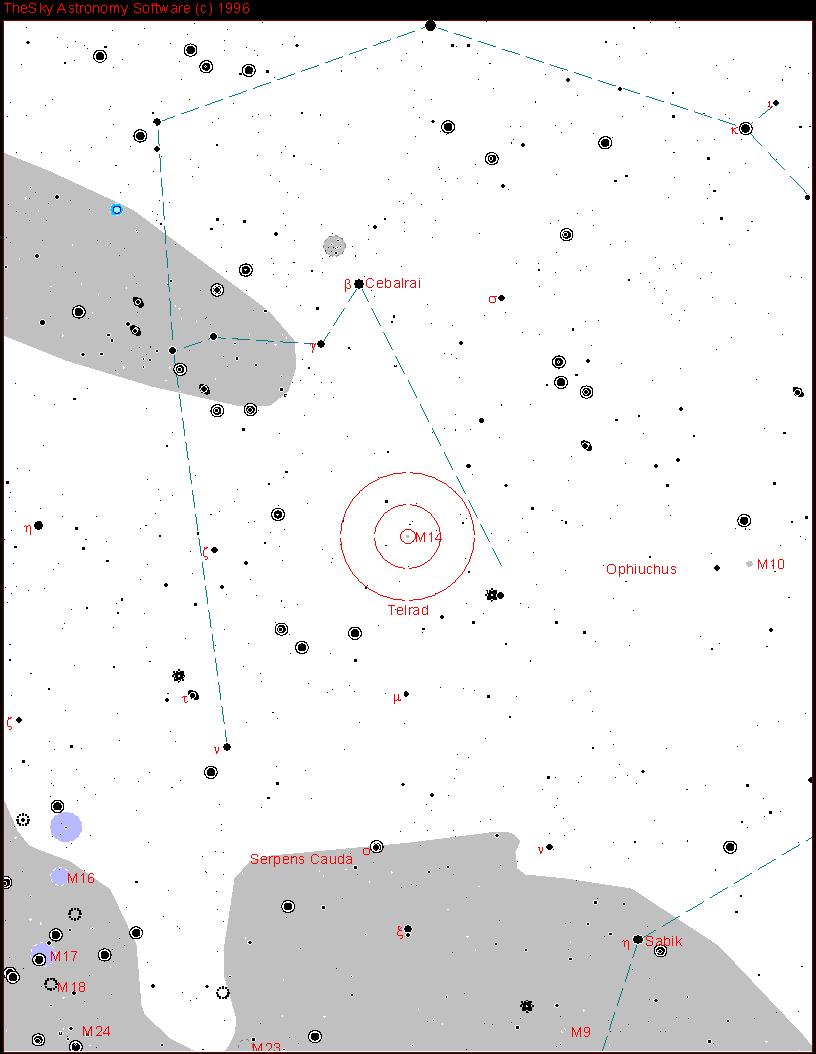 TheSky Astronomy Software (c) 1996
ι
κ
β Cebalrai
σ
γ
η
M14
ζ
Ophiuchus
M10
Telrad
τ
μ
ζ
ν
ν
Serpens Cauda
ο
M16
ξ
η Sabik
M17
M18
M24
M9
M23